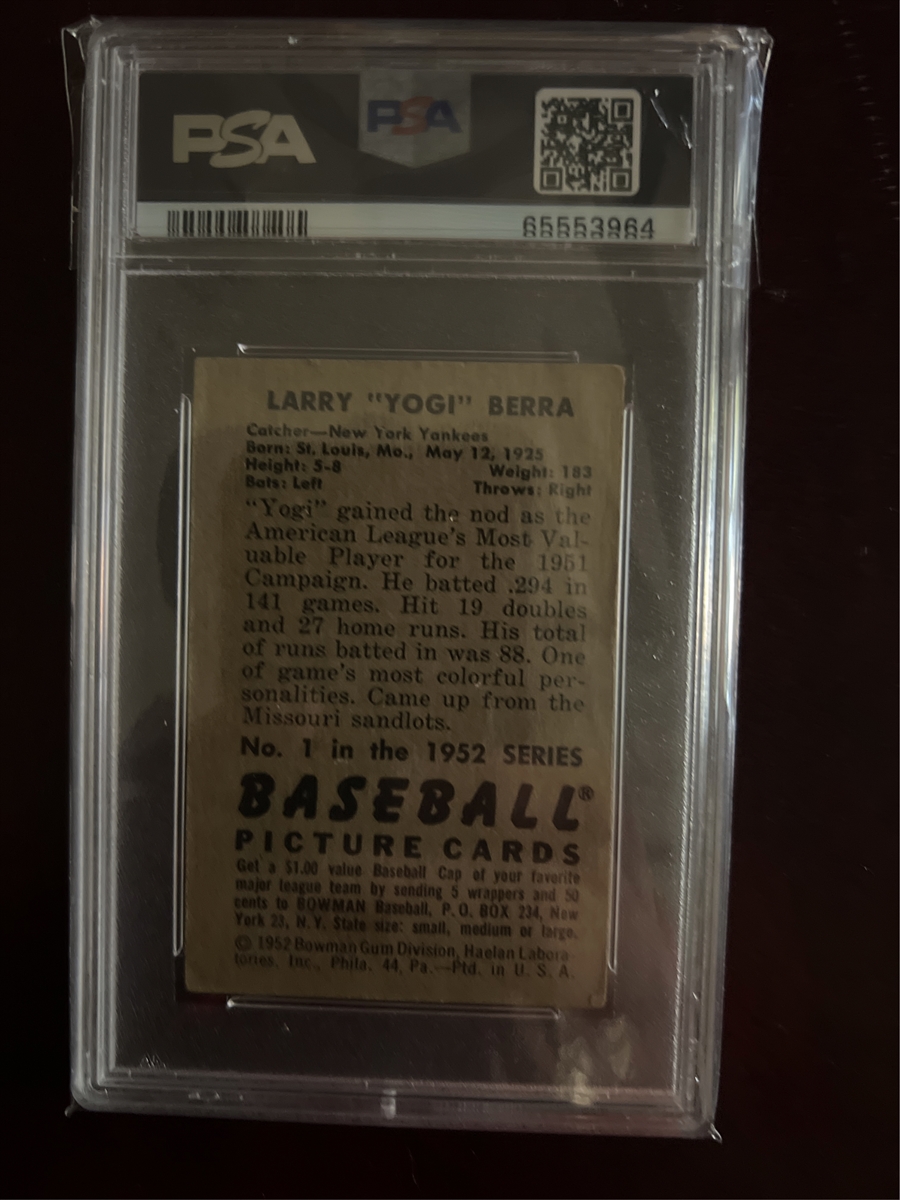 PSA PSA
65553964
LARRY "YOGI" BERRA
Catcher—New York Yankees
Born: St. Louis, Mo., May 12, 1925
Height: 5-8 Weight: 183
Bats: Left Throws: Right
"Yogi" gained the nod as the
American League's Most Val-
uable Player for the 1951
Campaign. He batted .294 in
141 games. Hit 19 doubles
and 27 home runs. His total
of runs batted in was 88. One
of game's most colorful per-
sonalities. Came up from the
Missouri sandlots.
No. 1 in the 1952 SERIES
BASEBALL®
PICTURE CARDS
Get a $1.00 value Baseball Cap of your favorite
major league team by sending 5 wrappers and 50
cents to BOWMAN Baseball, P.O. BOX 234, New
York 23, N.Y. State size: small, medium or large.
© 1952 Bowman Gum Division, Haelan Labora-
tories, Inc., Phila. 44, Pa.—Ptd. in U. S. A.